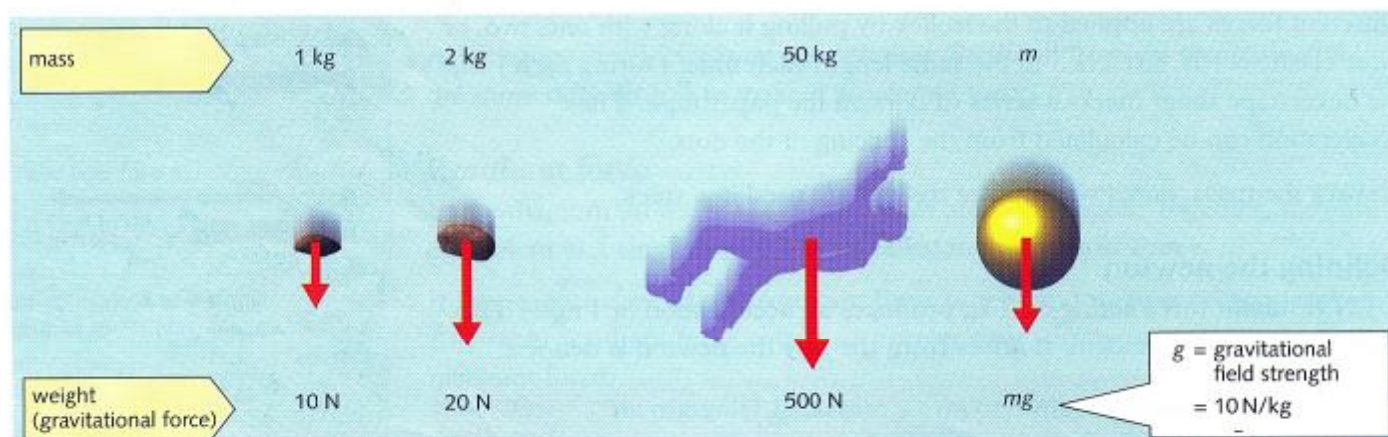 mass
1 kg
2 kg
50 kg
m
weight
(gravitational force)
10 N
20 N
500 N
mg
g = gravitational
field strength
= 10 N/kg